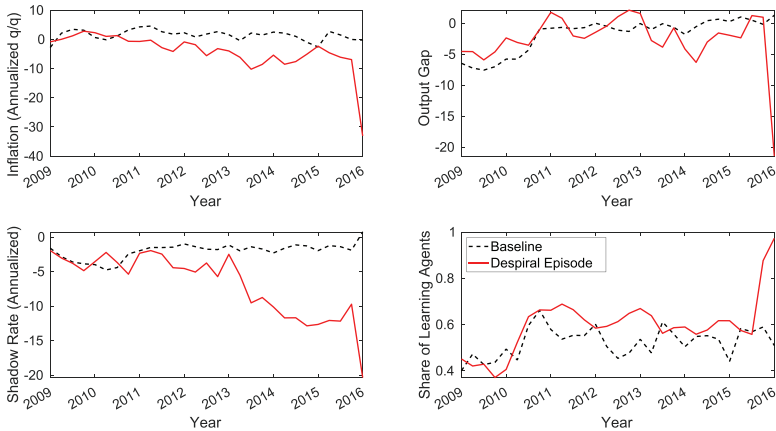 Inflation (Annualized q/q)
10
0
-10
-20
-30
-40
2009 2010 2011 2012 2013 2014 2015 2016
Year
Output Gap
0
-5
-10
-15
-20
2009 2010 2011 2012 2013 2014 2015 2016
Year
Shadow Rate (Annualized)
0
-5
-10
-15
-20
2009 2010 2011 2012 2013 2014 2015 2016
Year
Share of Learning Agents
1
0.8
0.6
0.4
Baseline
Despiral Episode
2009 2010 2011 2012 2013 2014 2015 2016
Year